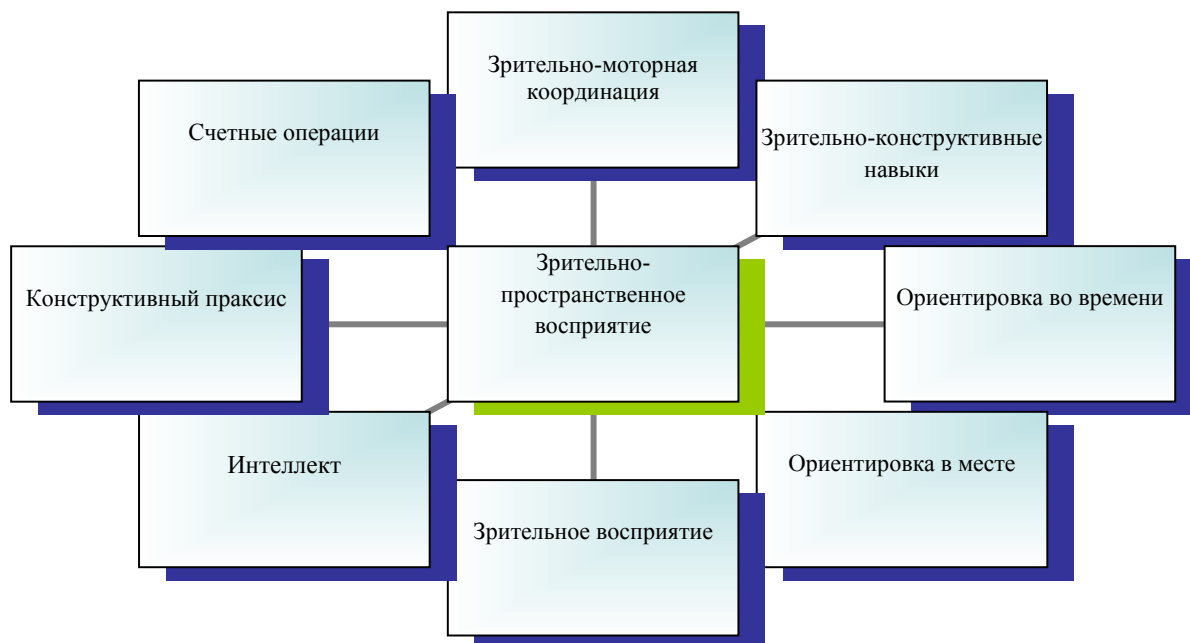 Зрительно-моторная
координация
Счетные операции
Зрительно-конструктивные
навыки
Зрительно-
пространственное
восприятие
Конструктивный праксис
Ориентировка во времени
Интеллект
Ориентировка в месте
Зрительное восприятие